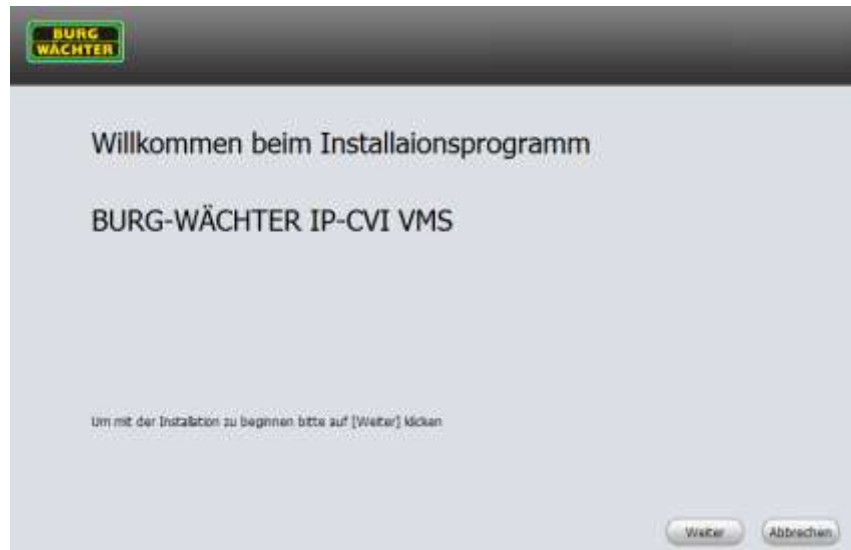 BURG
WÄCHTER
Willkommen beim Installaionsprogramm
BURG-WÄCHTER IP-CVI VMS
Um mit der Installation zu beginnen bitte auf [Weiter] klicken
Weiter
Abbrechen